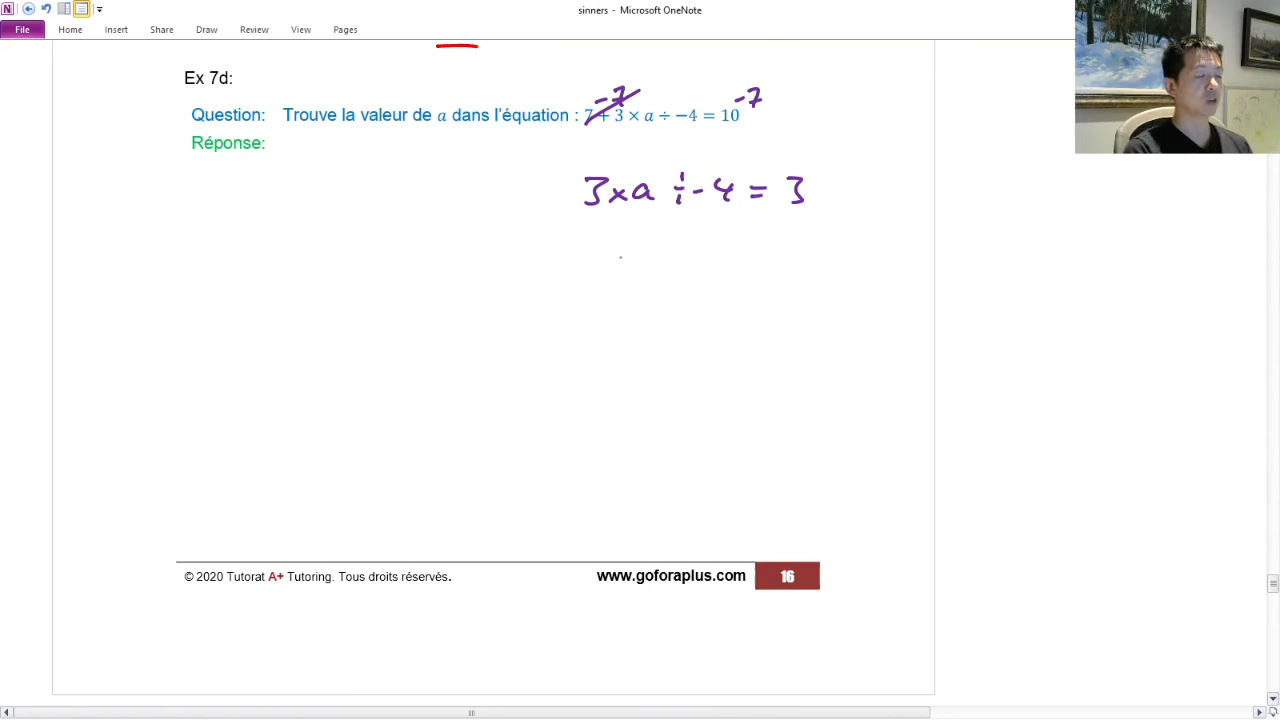 sinners - Microsoft OneNote
File Home Insert Share Draw Review View Pages
Ex 7d:
-7 -7
Question: Trouve la valeur de a dans l'équation : 7 + 3 × a ÷ −4 = 10
Réponse:
3×a ÷-4 = 3
© 2020 Tutorat A+ Tutoring. Tous droits réservés. www.goforaplus.com 16